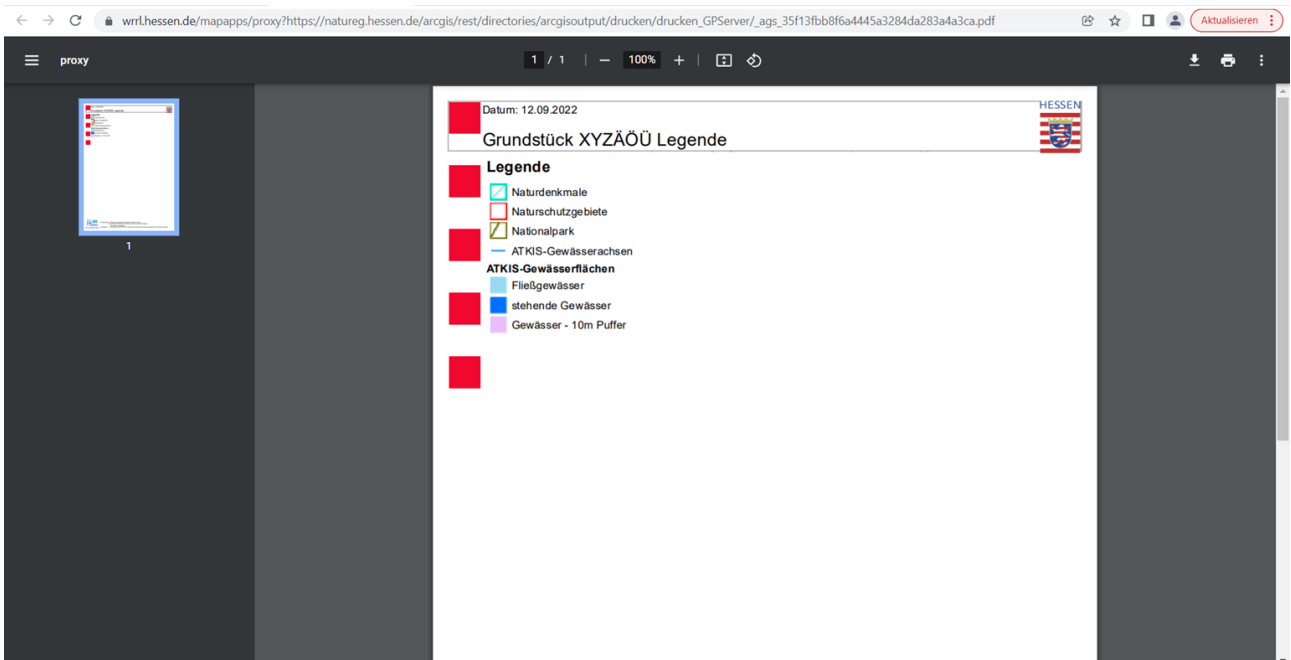 wrrl.hessen.de/mapapps/proxy?https://natureg.hessen.de/arcgis/rest/directories/arcgisoutput/drucken/drucken_GPServer/_ags_35f13fbb8f6a4445a3284da283a4a3ca.pdf
Aktualisieren
proxy
1 / 1
100%
1
Datum: 12.09.2022
HESSEN
Grundstück XYZÄÖÜ Legende
Legende
Naturdenkmale
Naturschutzgebiete
Nationalpark
ATKIS-Gewässerachsen
ATKIS-Gewässerflächen
Fließgewässer
stehende Gewässer
Gewässer - 10m Puffer